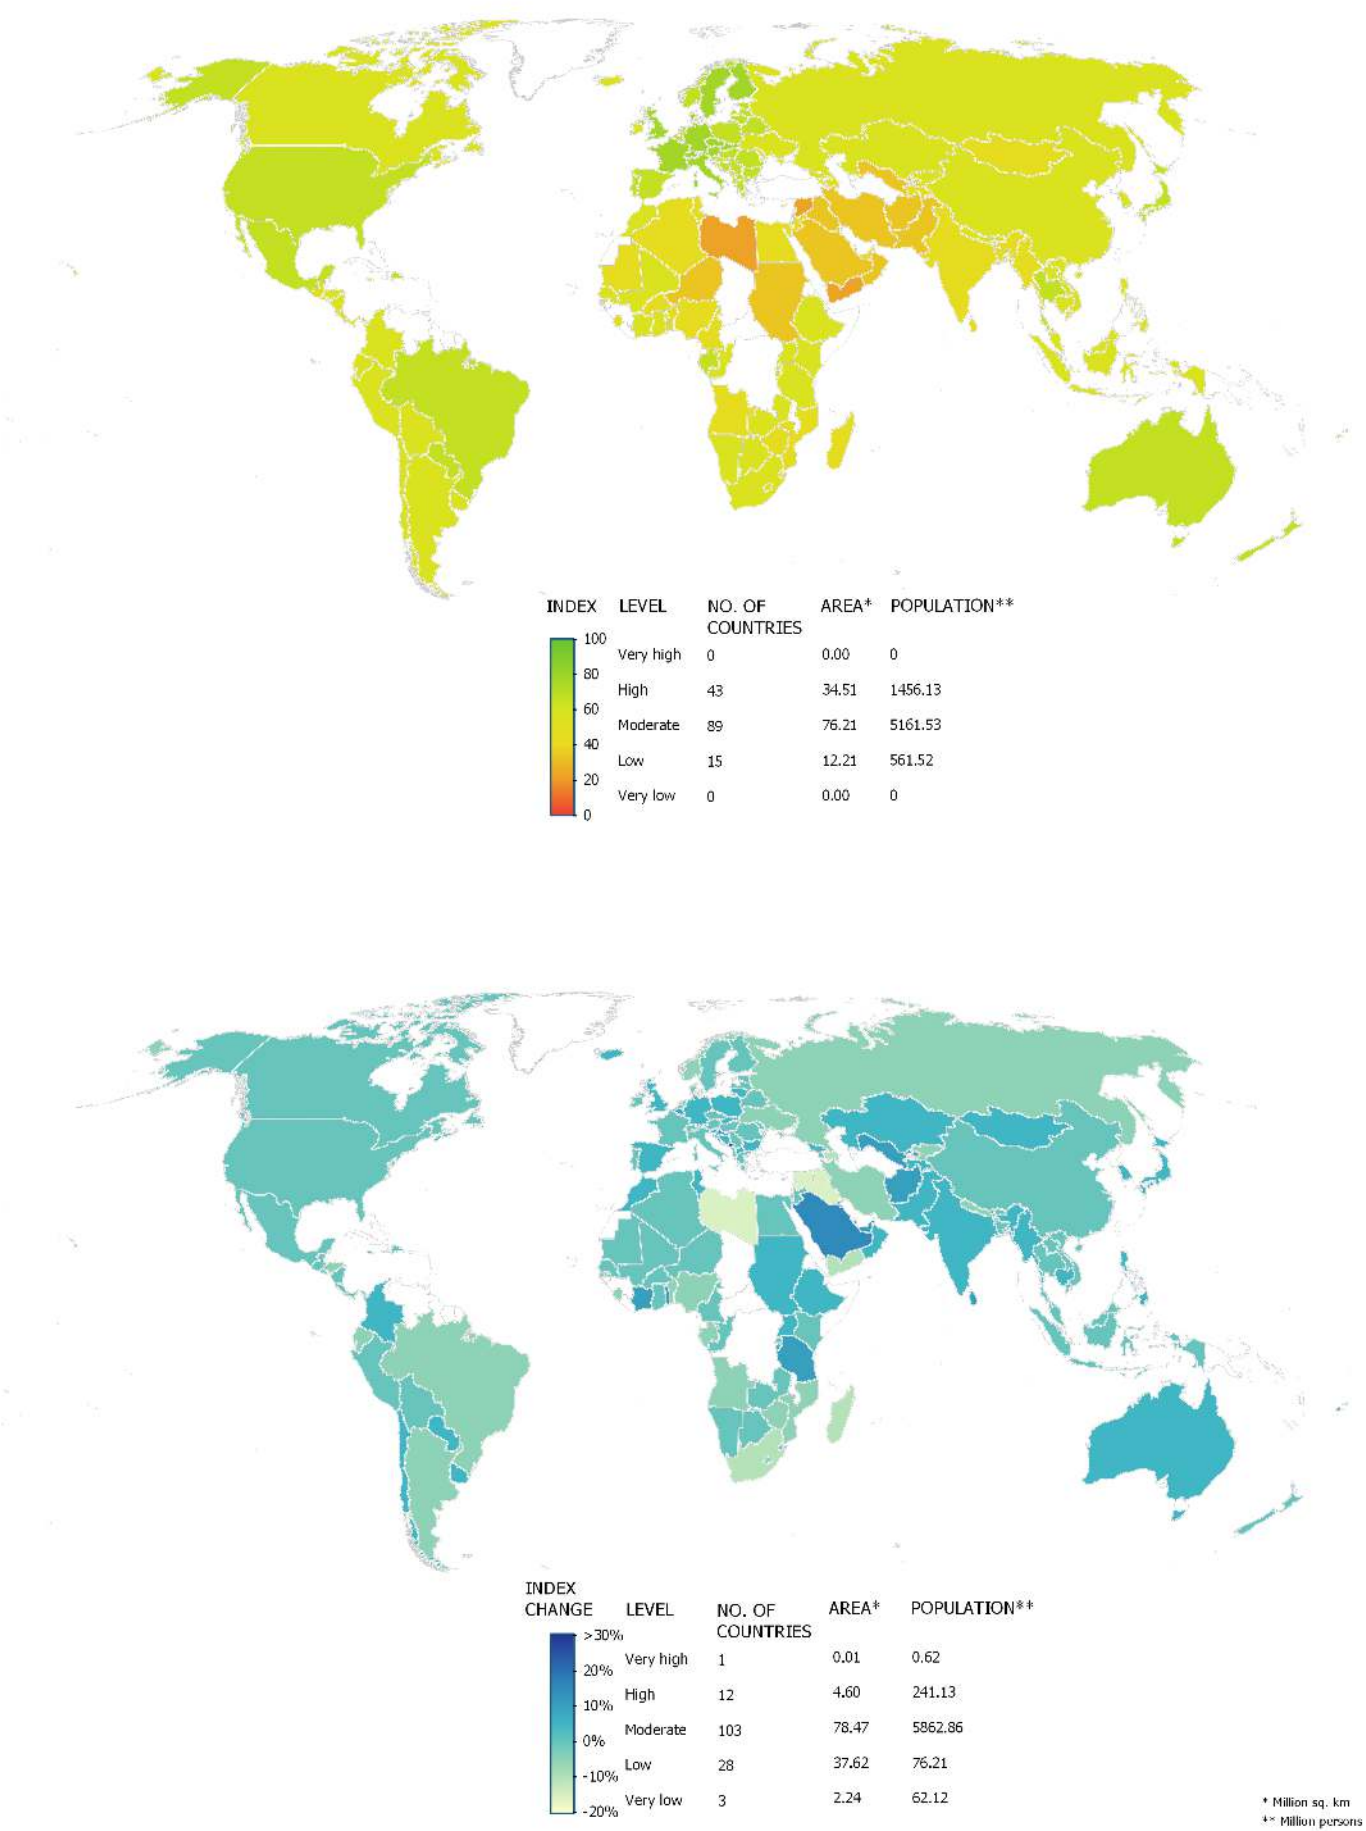 INDEX LEVEL NO. OF COUNTRIES AREA* POPULATION**
100
Very high 0 0.00 0
80
High 43 34.51 1456.13
60
Moderate 89 76.21 5161.53
40
Low 15 12.21 561.52
20
Very low 0 0.00 0
0
INDEX CHANGE LEVEL NO. OF COUNTRIES AREA* POPULATION**
>30%
Very high 1 0.01 0.62
20%
High 12 4.60 241.13
10%
Moderate 103 78.47 5862.86
0%
Low 28 37.62 76.21
-10%
Very low 3 2.24 62.12
-20%
* Million sq. km
** Million persons